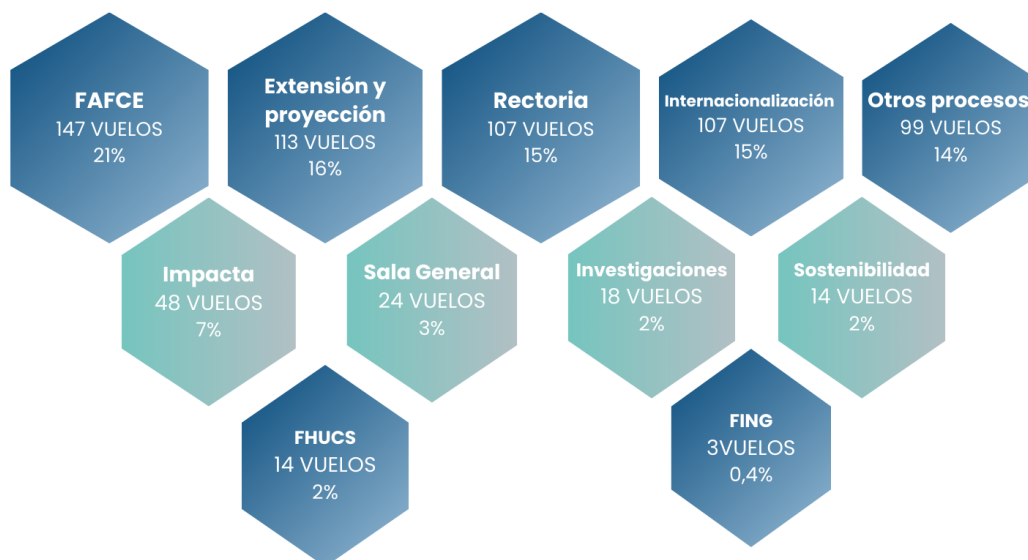 FAFCE
147 VUELOS
21%
Extensión y
proyección
113 VUELOS
16%
Rectoria
107 VUELOS
15%
Internacionalización
107 VUELOS
15%
Otros procesos
99 VUELOS
14%
Impacta
48 VUELOS
7%
Sala General
24 VUELOS
3%
Investigaciones
18 VUELOS
2%
Sostenibilidad
14 VUELOS
2%
FHUCS
14 VUELOS
2%
FING
3VUELOS
0,4%